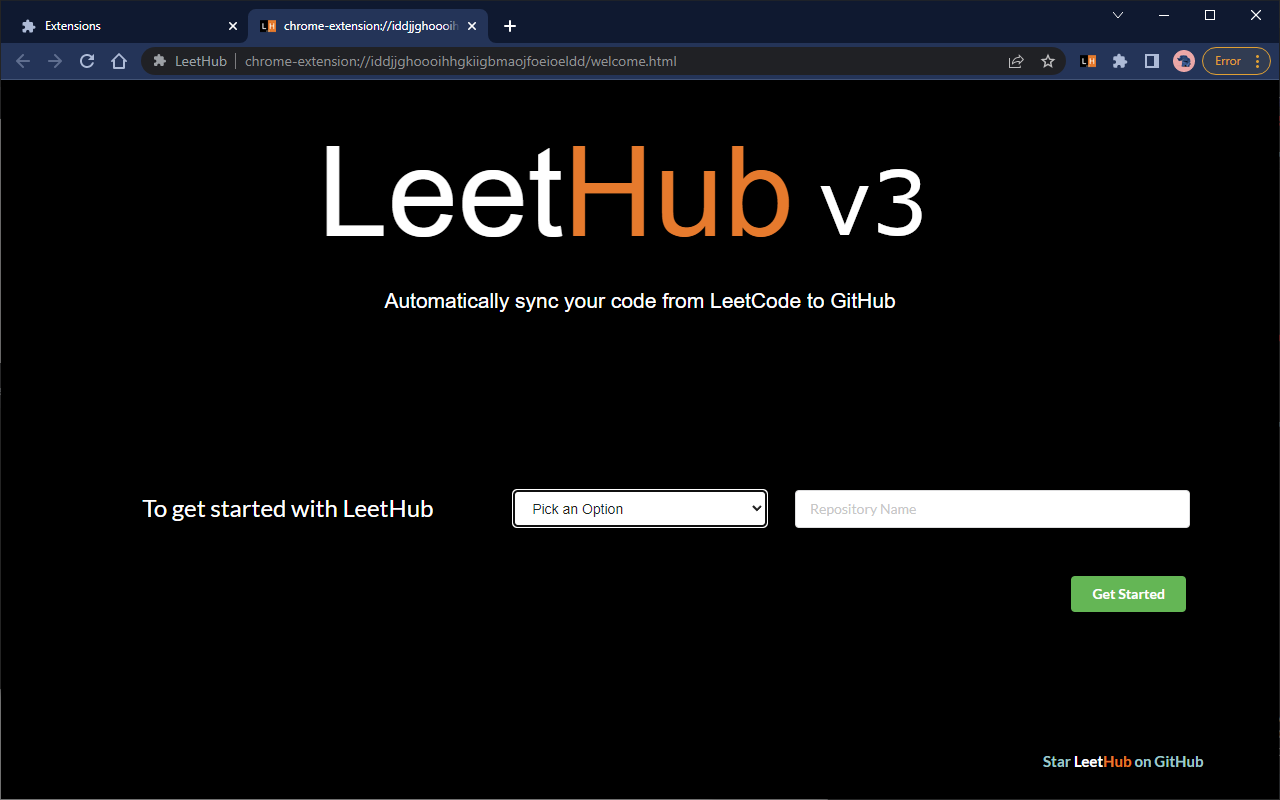 Extensions
chrome-extension://iddjjghoooih
LeetHub
chrome-extension://iddjjghoooihhgkiigbmaojfoeioeldd/welcome.html
LH
Error
LeetHub v3
Automatically sync your code from LeetCode to GitHub
To get started with LeetHub
Pick an Option
Repository Name
Get Started
Star LeetHub on GitHub